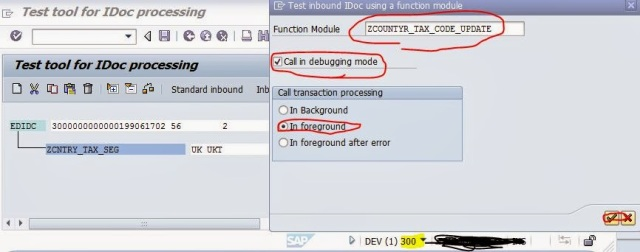 Test tool for IDoc processing
Test tool for IDoc processing
Standard inbound Inb
EDIDC 3000000000000199061702 56 2
ZCNTRY_TAX_SEG UK UKT
Test inbound IDoc using a function module
Function Module ZCOUNTYR_TAX_CODE_UPDATE
Call in debugging mode
Call transaction processing
In Background
In foreground
In foreground after error
SAP DEV (1) 300